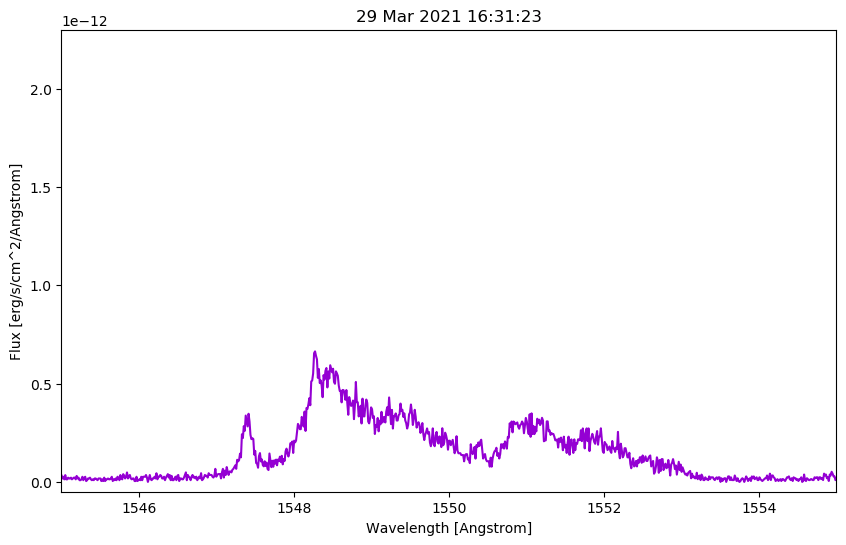 29 Mar 2021 16:31:23
1e−12
Flux [erg/s/cm^2/Angstrom]
2.0
1.5
1.0
0.5
0.0
1546 1548 1550 1552 1554
Wavelength [Angstrom]